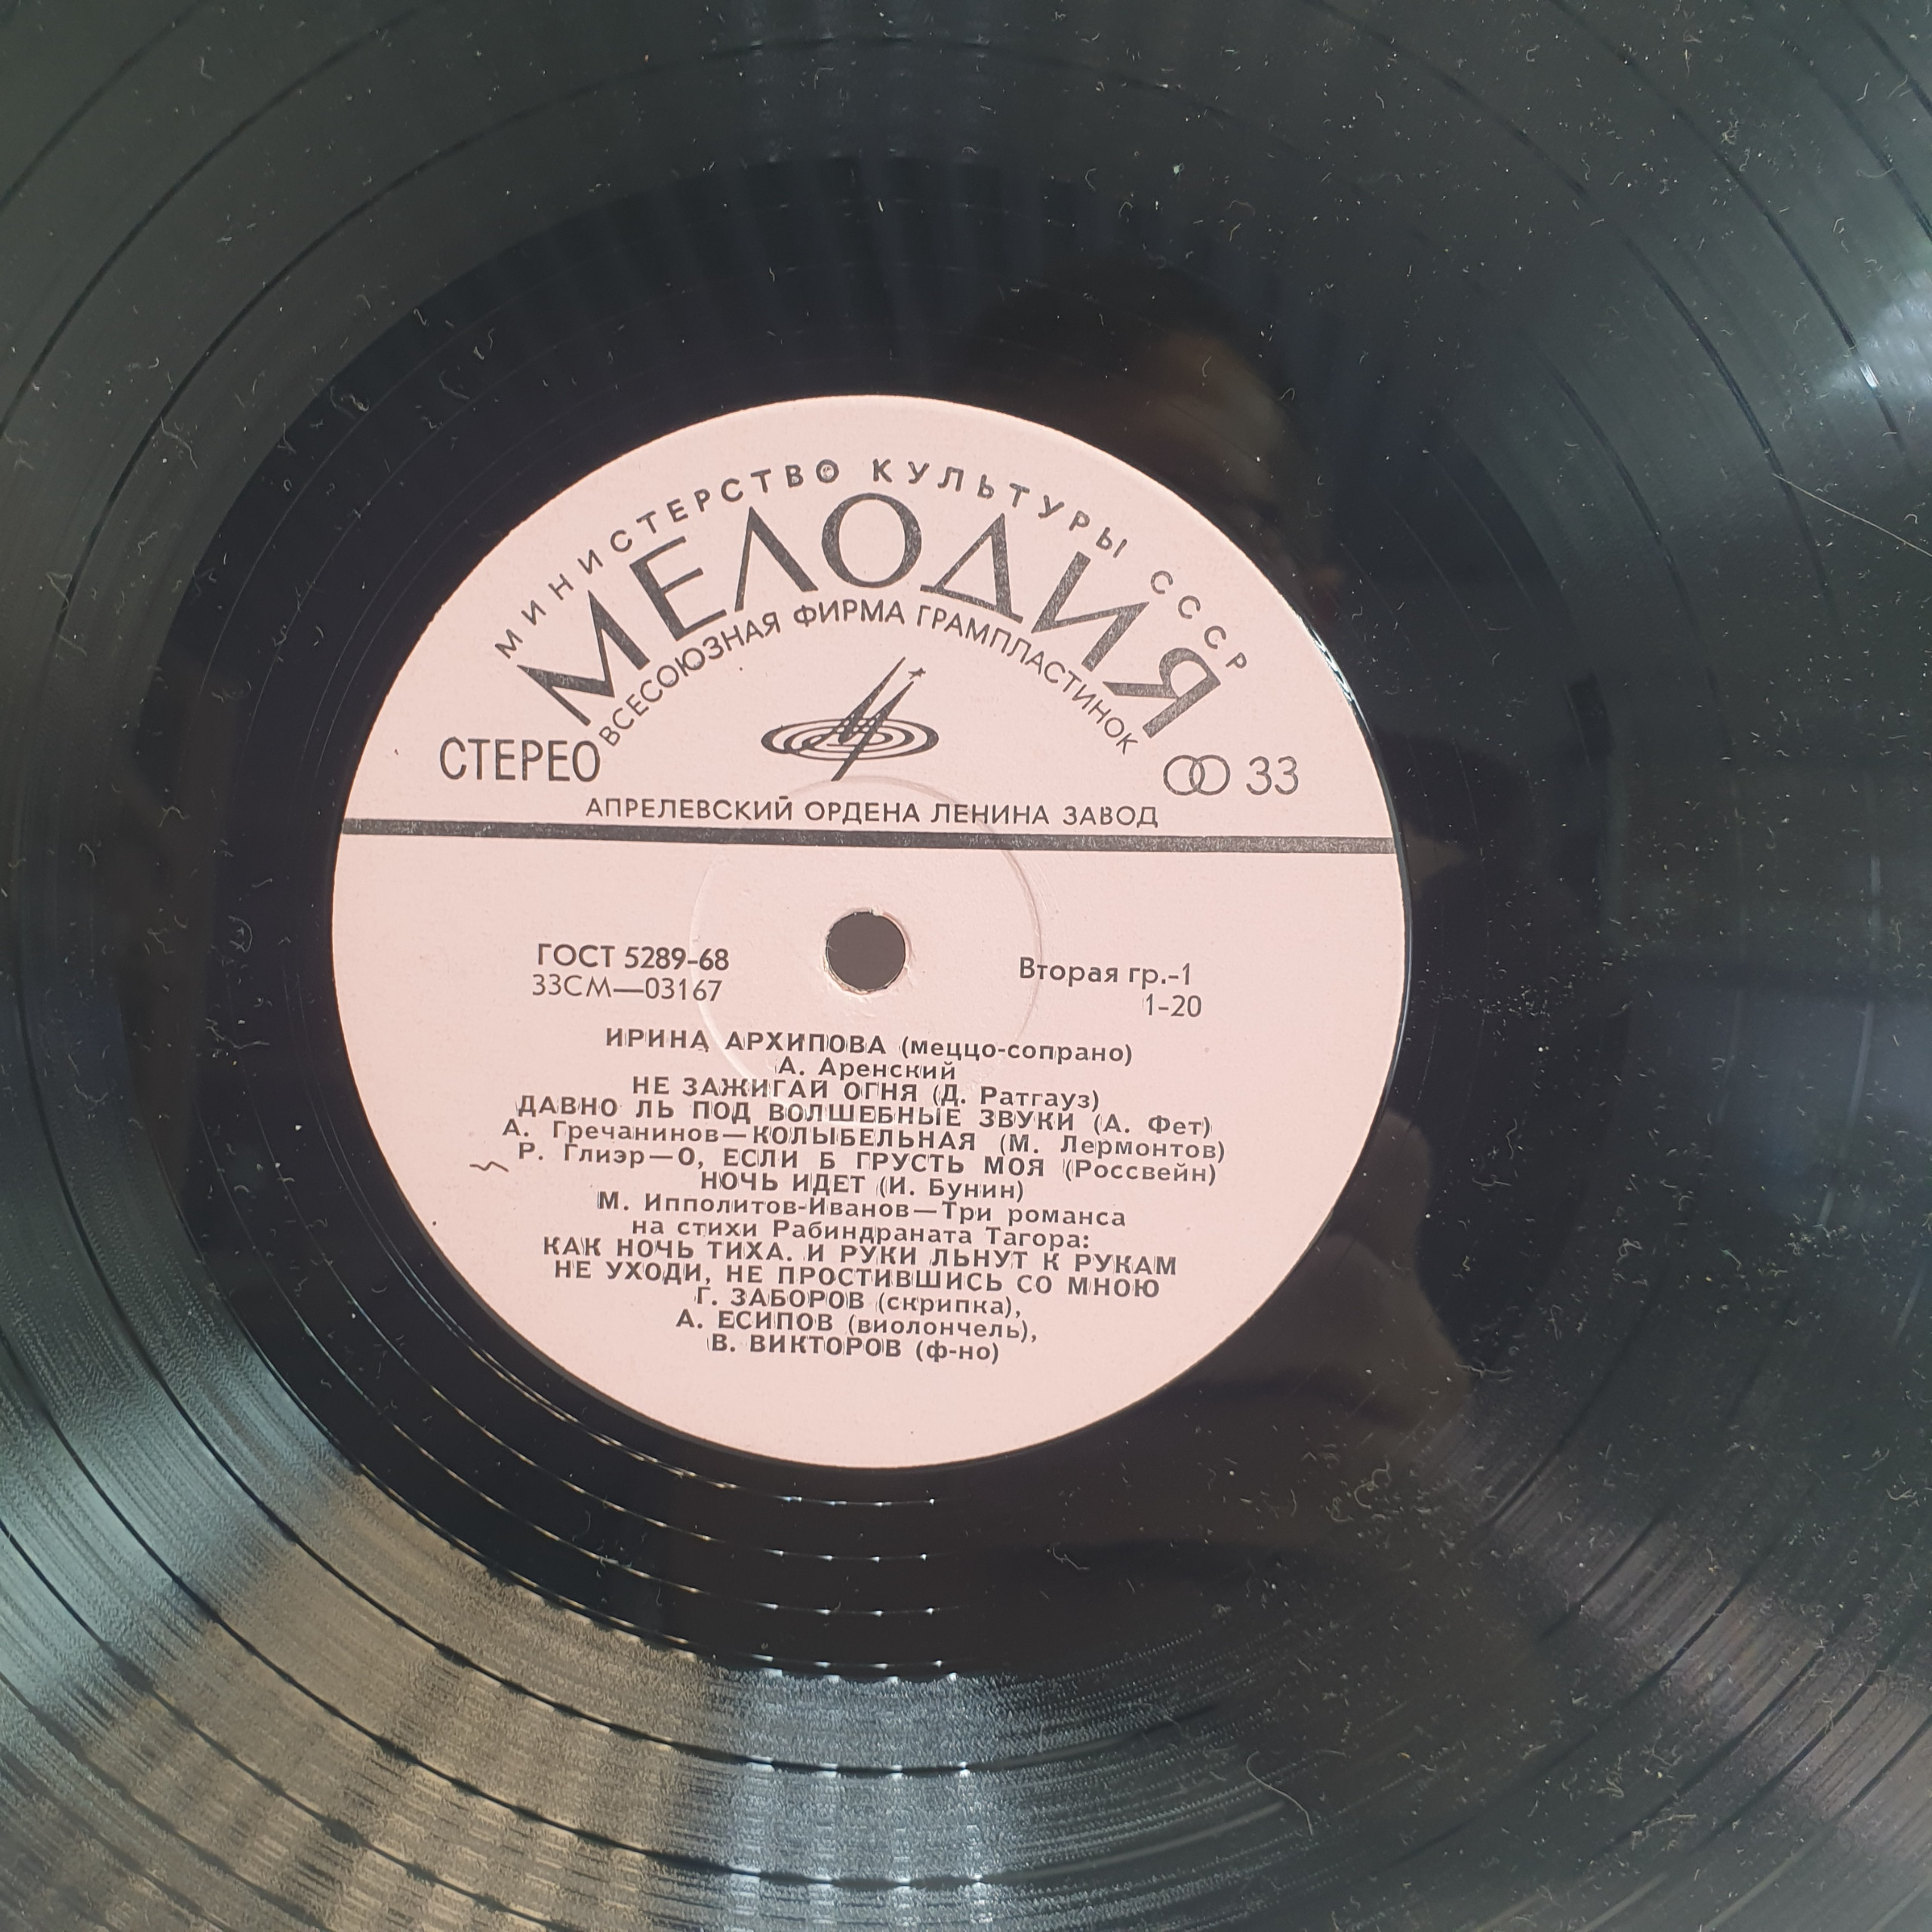 МИНИСТЕРСТВО КУЛЬТУРЫ СССР
МЕЛОДИЯ
ВСЕСОЮЗНАЯ ФИРМА ГРАМПЛАСТИНОК
СТЕРЕО
33
АПРЕЛЕВСКИЙ ОРДЕНА ЛЕНИНА ЗАВОД
ГОСТ 5289-68
33СМ—03167
Вторая гр.-1
1-20
ИРИНА АРХИПОВА (меццо-сопрано)
А. Аренский
НЕ ЗАЖИГАЙ ОГНЯ (Д. Ратгауз)
ДАВНО ЛЬ ПОД ВОЛШЕБНЫЕ ЗВУКИ (А. Фет)
А. Гречанинов—КОЛЫБЕЛЬНАЯ (М. Лермонтов)
Р. Глиэр—О, ЕСЛИ Б ГРУСТЬ МОЯ (Россвейн)
НОЧЬ ИДЕТ (И. Бунин)
М. Ипполитов-Иванов—Три романса
на стихи Рабиндраната Тагора:
КАК НОЧЬ ТИХА. И РУКИ ЛЬНУТ К РУКАМ
НЕ УХОДИ, НЕ ПРОСТИВШИСЬ СО МНОЮ
Г. ЗАБОРОВ (скрипка),
А. ЕСИПОВ (виолончель),
В. ВИКТОРОВ (ф-но)